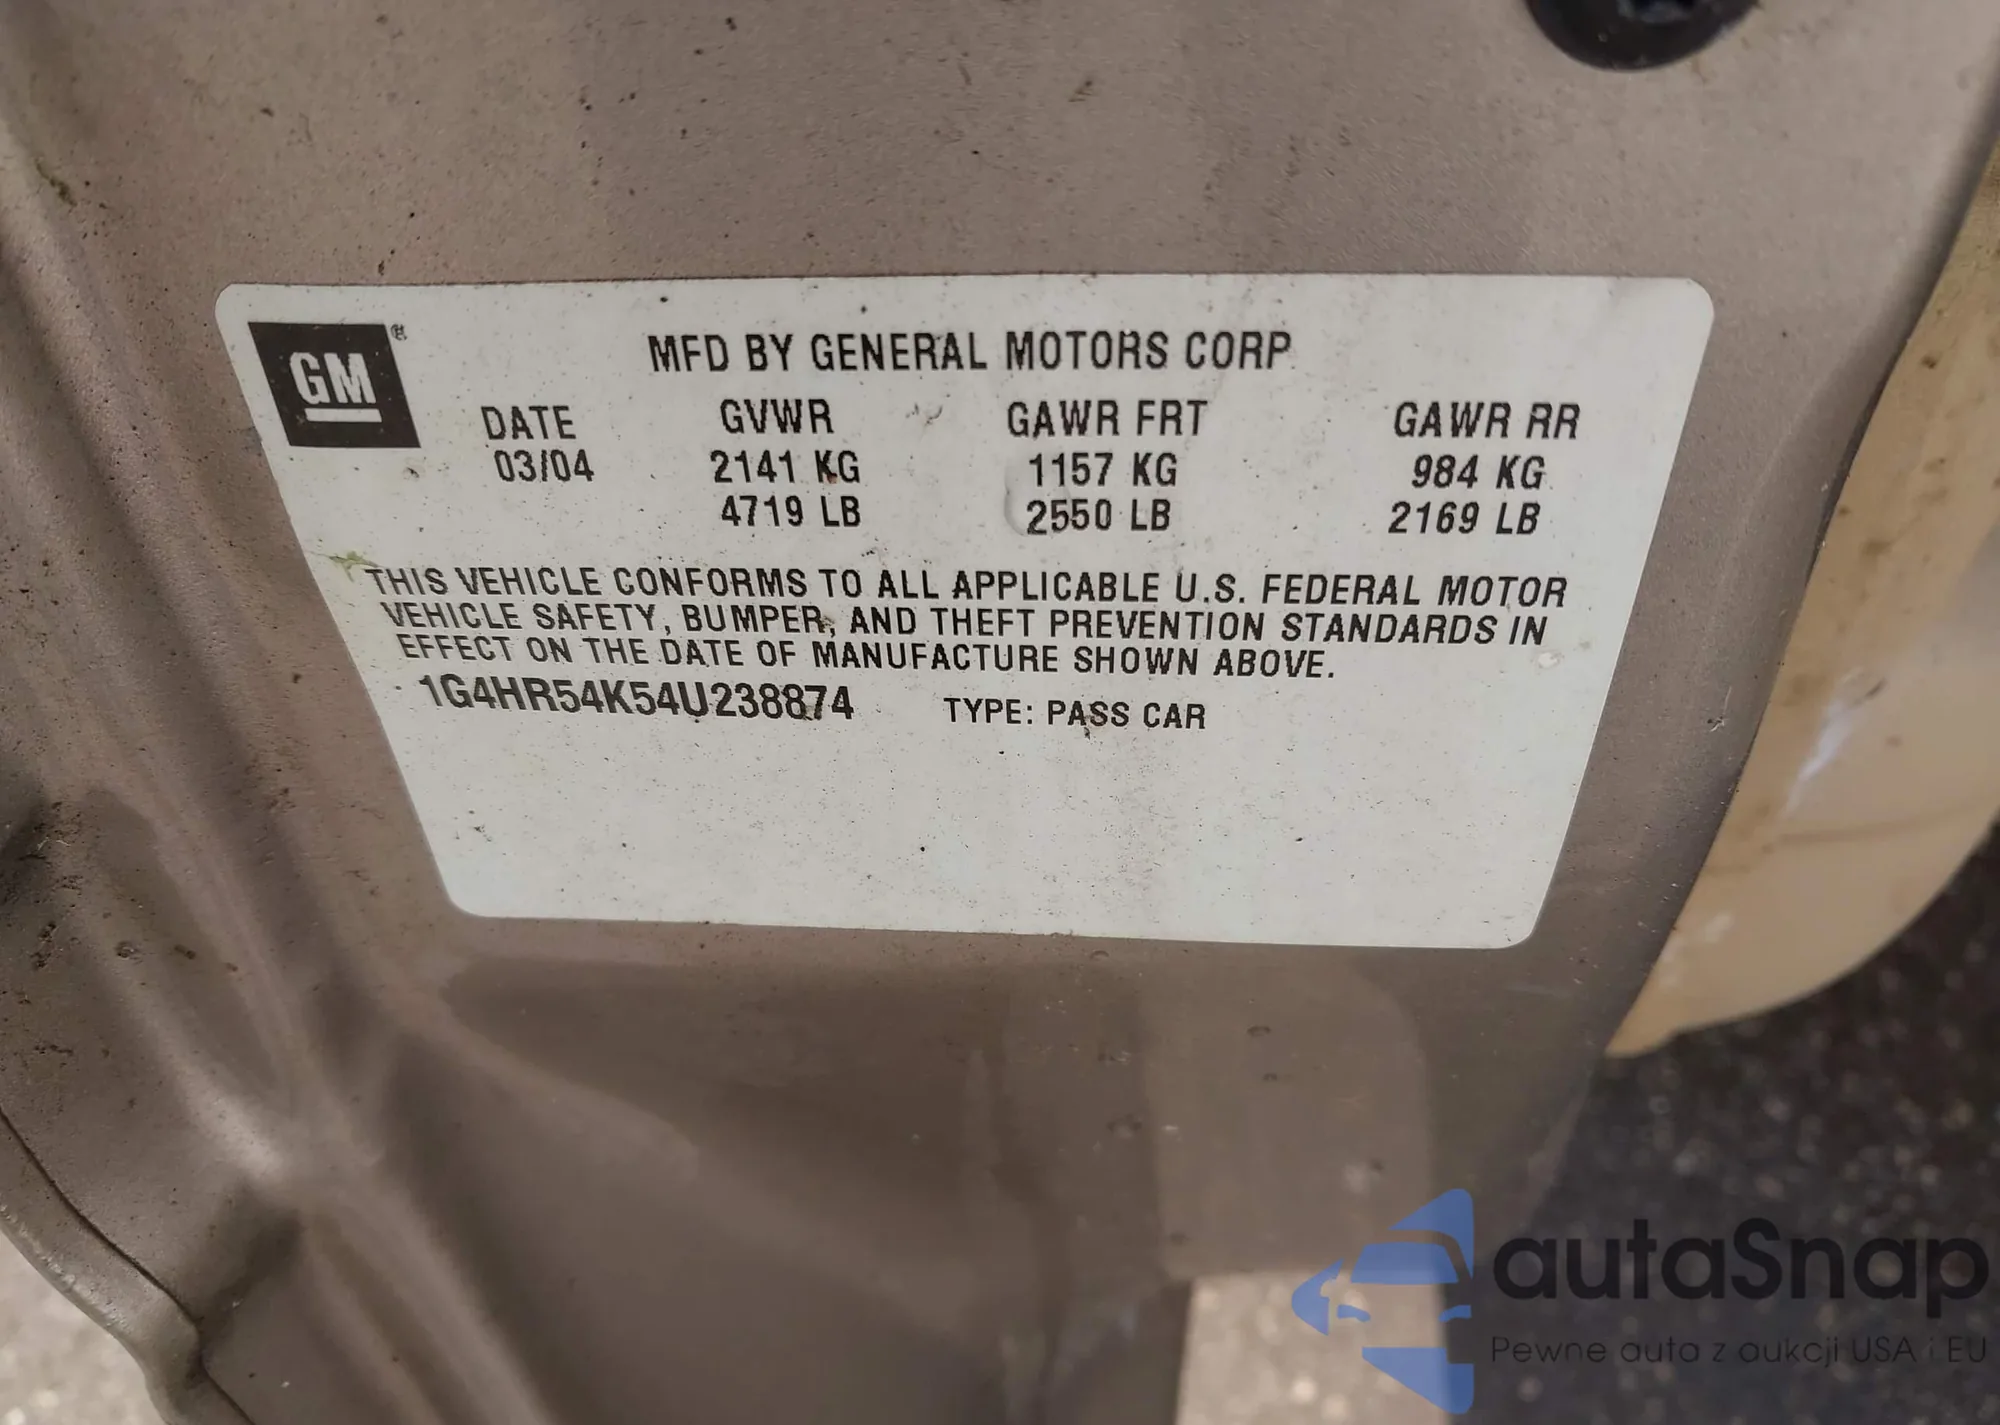 GM ®
MFD BY GENERAL MOTORS CORP
DATE GVWR GAWR FRT GAWR RR
03/04 2141 KG 1157 KG 984 KG
4719 LB 2550 LB 2169 LB
THIS VEHICLE CONFORMS TO ALL APPLICABLE U.S. FEDERAL MOTOR
VEHICLE SAFETY, BUMPER, AND THEFT PREVENTION STANDARDS IN
EFFECT ON THE DATE OF MANUFACTURE SHOWN ABOVE.
1G4HR54K54U238874 TYPE: PASS CAR
autaSnap
Pewne auta z aukcji USA i EU